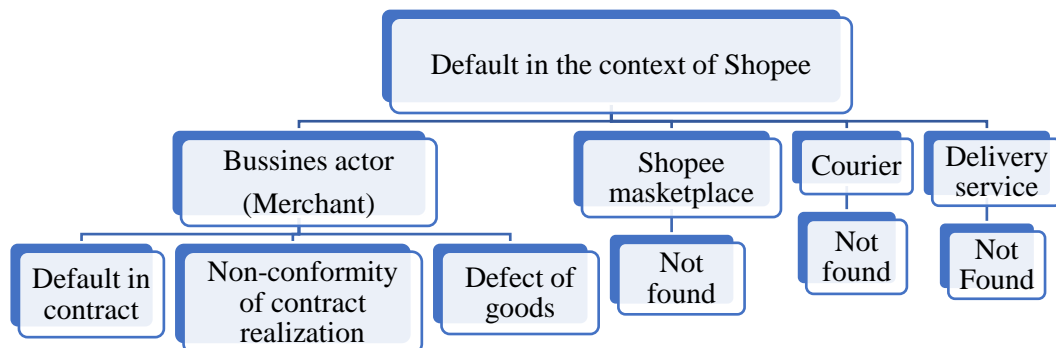 Default in the context of Shopee
Bussines actor
(Merchant)
Shopee
masketplace
Courier
Delivery
service
Default in
contract
Non-conformity
of contract
realization
Defect of
goods
Not
found
Not
found
Not
Found